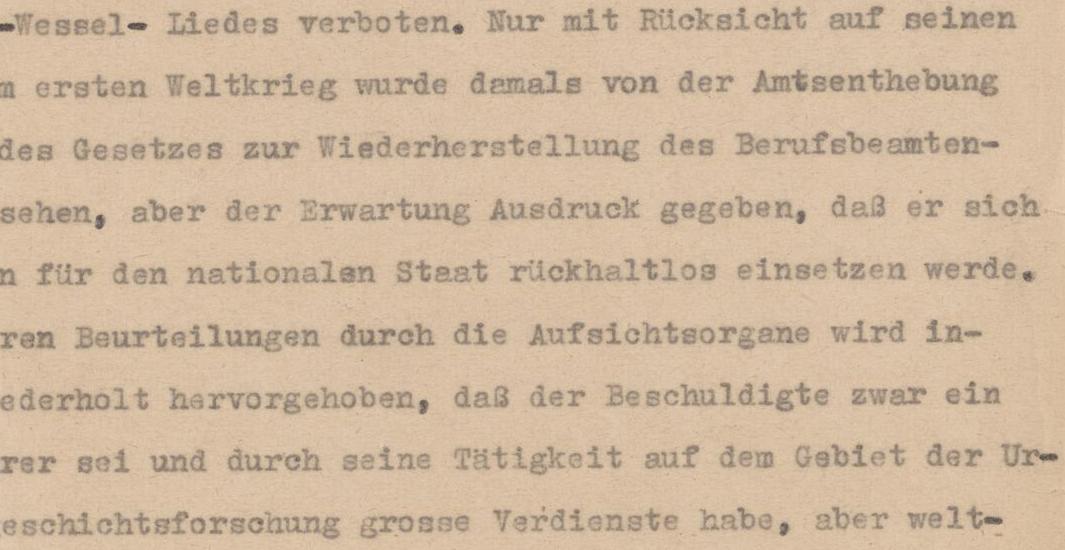 -Wessel- Liedes verboten. Nur mit Rücksicht auf seinen
m ersten Weltkrieg wurde damals von der Amtsenthebung
des Gesetzes zur Wiederherstellung des Berufsbeamten-
sehen, aber der Erwartung Ausdruck gegeben, daß er sich
n für den nationalen Staat rückhaltlos einsetzen werde.
ren Beurteilungen durch die Aufsichtsorgane wird in-
ederholt hervorgehoben, daß der Beschuldigte zwar ein
rer sei und durch seine Tätigkeit auf dem Gebiet der Ur-
eschichtsforschung grosse Verdienste habe, aber welt-